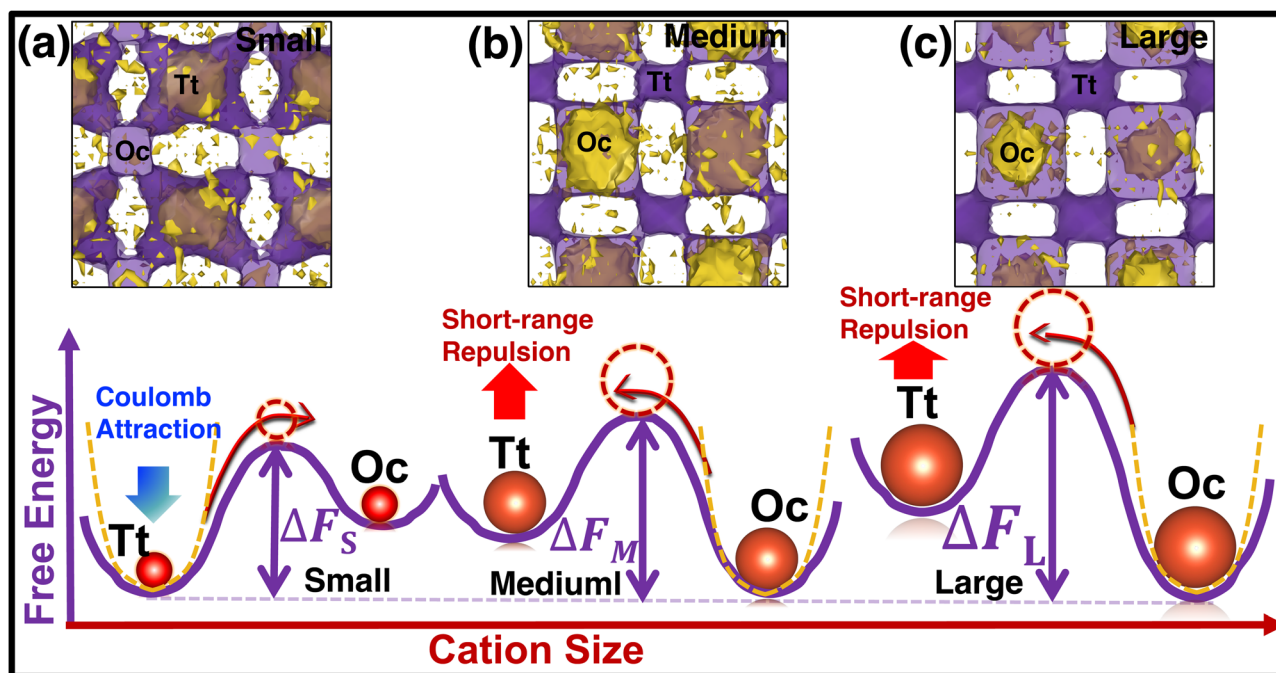 (a)
Small
Tt
Oc
(b)
Medium
Tt
Oc
(c)
Large
Tt
Oc
Free Energy
Coulomb
Attraction
Tt
ΔF_S
Oc
Small
Short-range
Repulsion
Tt
ΔF_M
Oc
Mediuml
Short-range
Repulsion
Tt
ΔF_L
Oc
Large
Cation Size